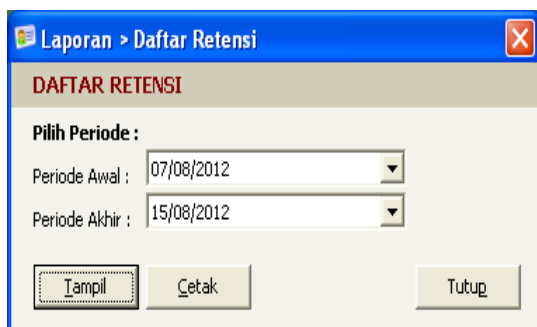 Laporan > Daftar Retensi
DAFTAR RETENSI
Pilih Periode :
Periode Awal : 07/08/2012
Periode Akhir : 15/08/2012
Tampil Cetak Tutup